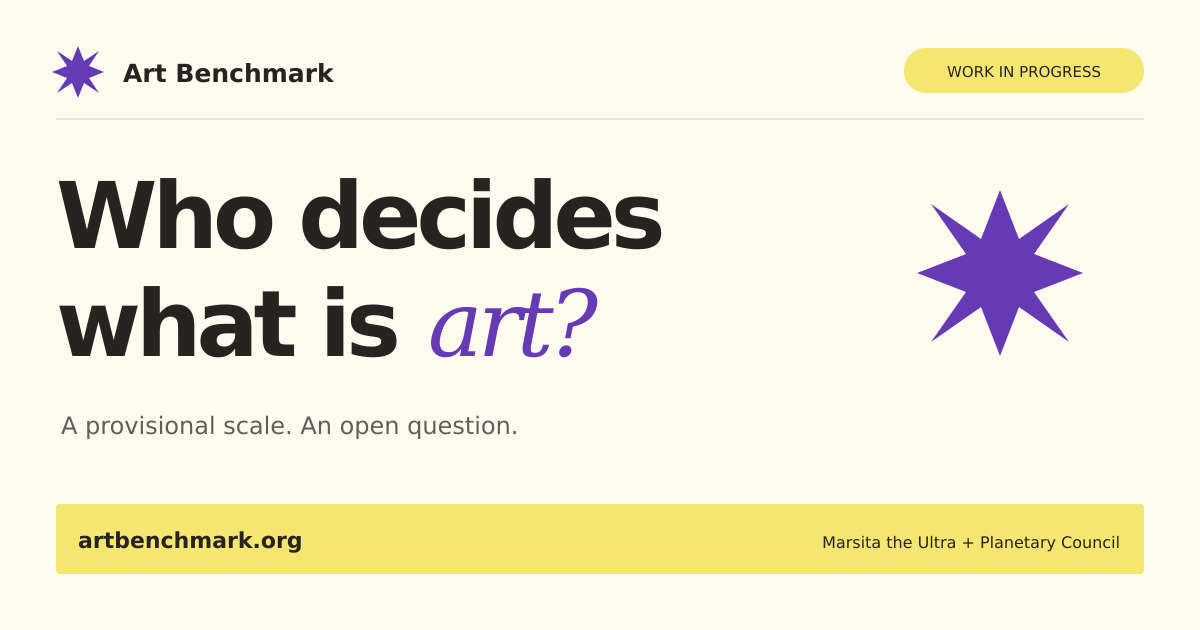 Art Benchmark
WORK IN PROGRESS
Who decides
what is art?
A provisional scale. An open question.
artbenchmark.org
Marsita the Ultra + Planetary Council